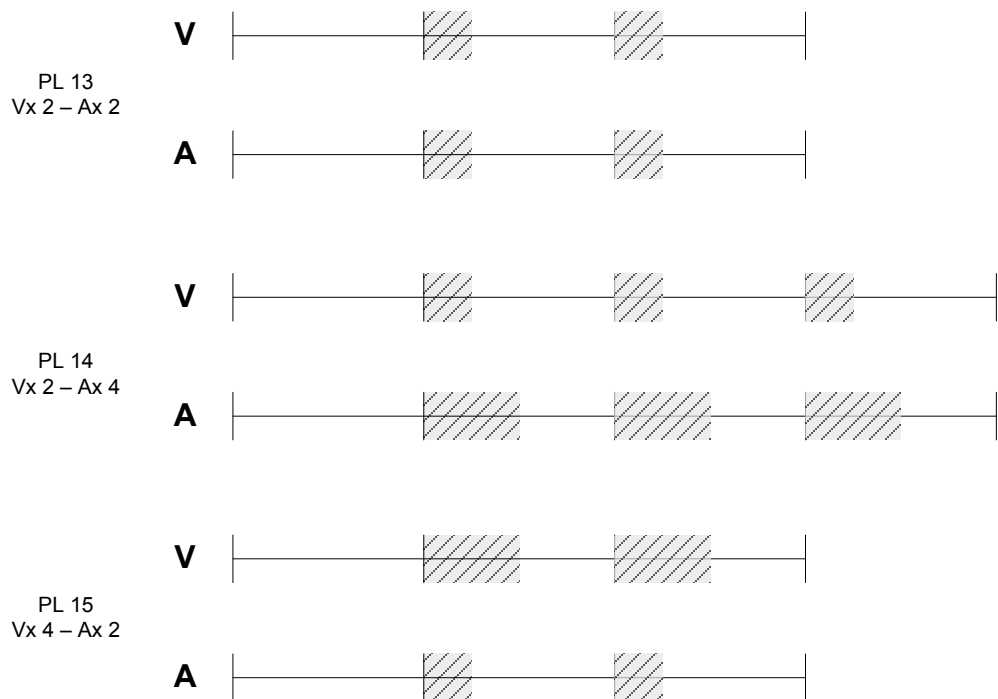 V
PL 13
Vx 2 – Ax 2
A
V
PL 14
Vx 2 – Ax 4
A
V
PL 15
Vx 4 – Ax 2
A